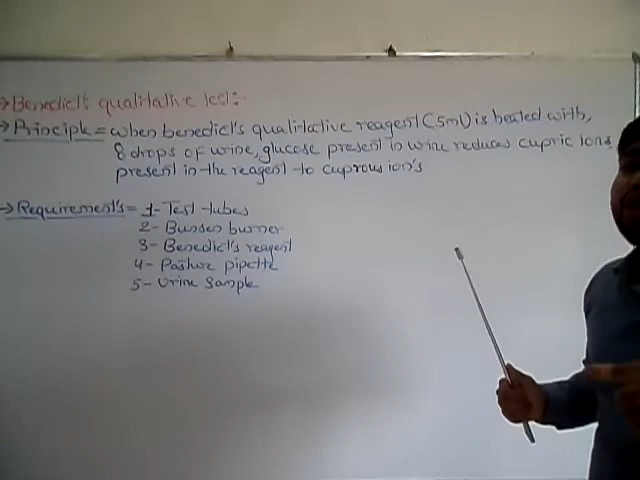 →Benedict's qualitative test:-
→Principle = when benedict's qualitative reagent (5ml) is heated with,
8 drops of urine, glucose present in urine reduces cupric ions
present in the reagent to cuprous ion's
→Requirement's = 1- Test tubes
2- Bunsen burner
3- Benedict's reagent
4- Pasture pipette
5- Urine Sample